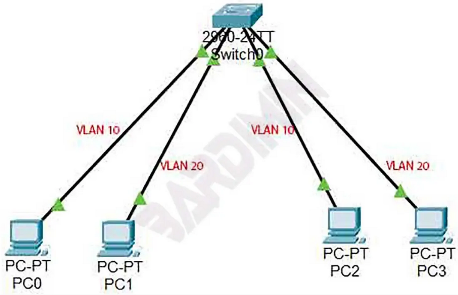 2960-24TT
Switch0
VLAN 10
VLAN 20
VLAN 10
VLAN 20
BARDIMIN
PC-PT
PC0
PC-PT
PC1
PC-PT
PC2
PC-PT
PC3